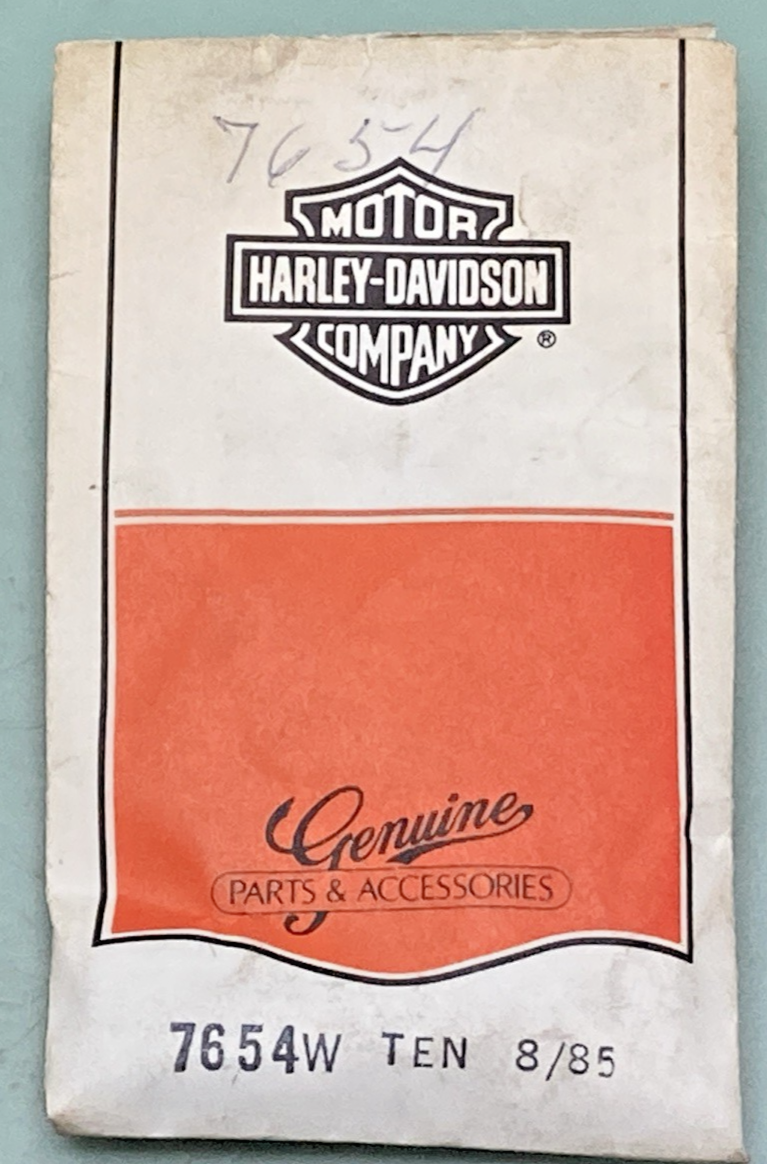 7654
MOTOR
HARLEY-DAVIDSON
COMPANY
®
Genuine
PARTS & ACCESSORIES
7654W TEN 8/85